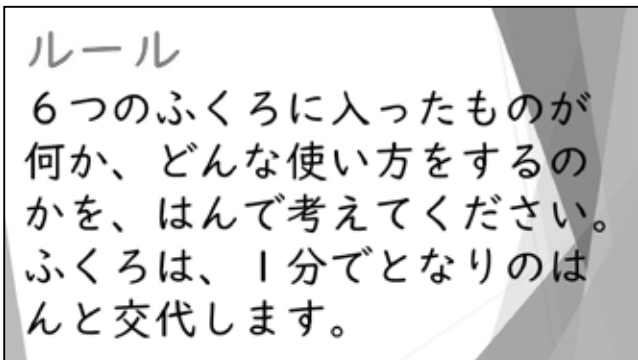 ルール
６つのふくろに入ったものが
何か、どんな使い方をするの
かを、はんで考えてください。
ふくろは、１分でとなりのは
んと交代します。